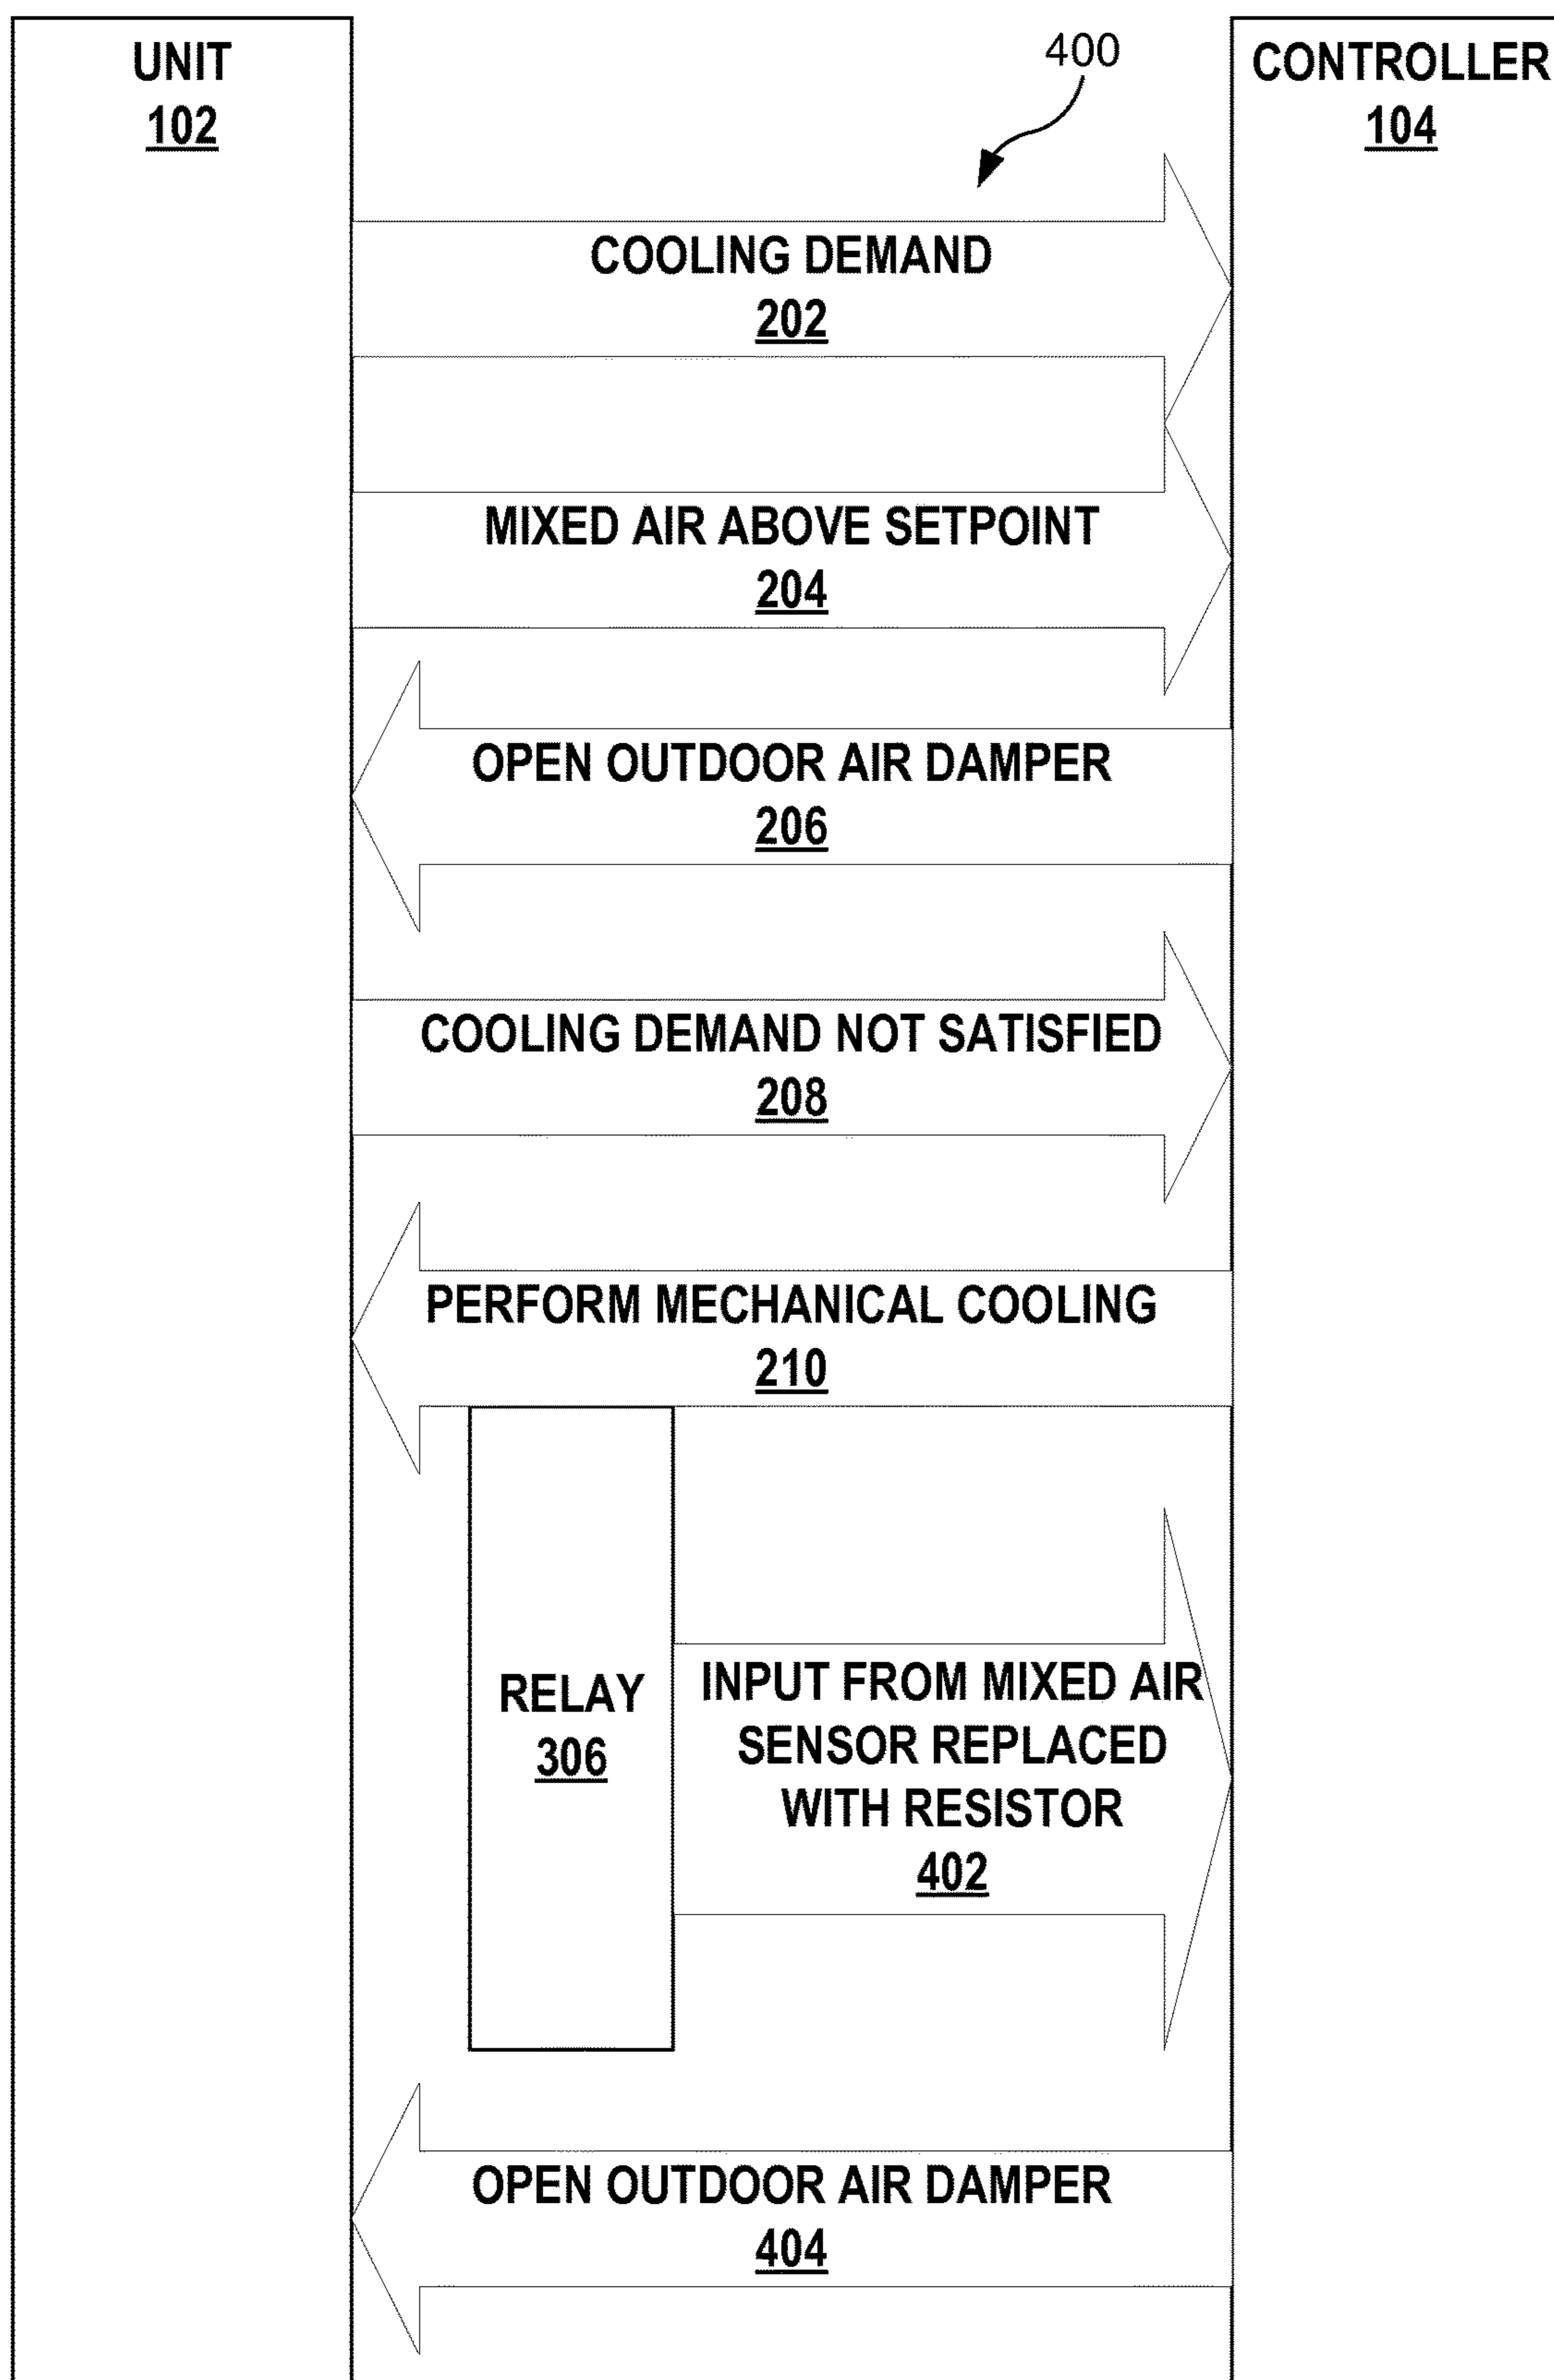 UNIT
102
400
CONTROLLER
104
COOLING DEMAND
202
MIXED AIR ABOVE SETPOINT
204
OPEN OUTDOOR AIR DAMPER
206
COOLING DEMAND NOT SATISFIED
208
PERFORM MECHANICAL COOLING
210
RELAY
306
INPUT FROM MIXED AIR
SENSOR REPLACED
WITH RESISTOR
402
OPEN OUTDOOR AIR DAMPER
404